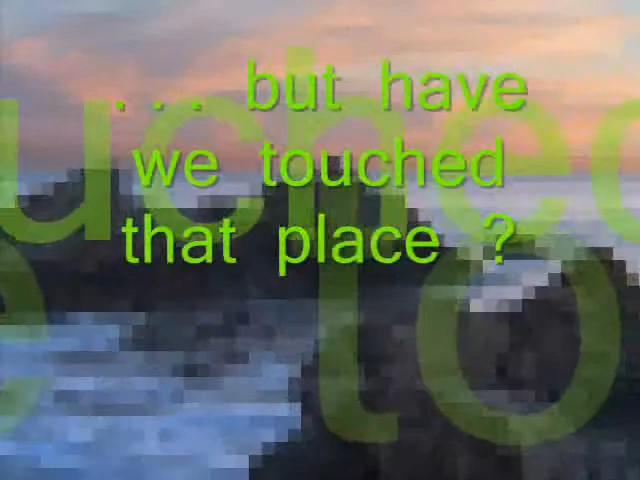 . . . but have
we touched
that place ?